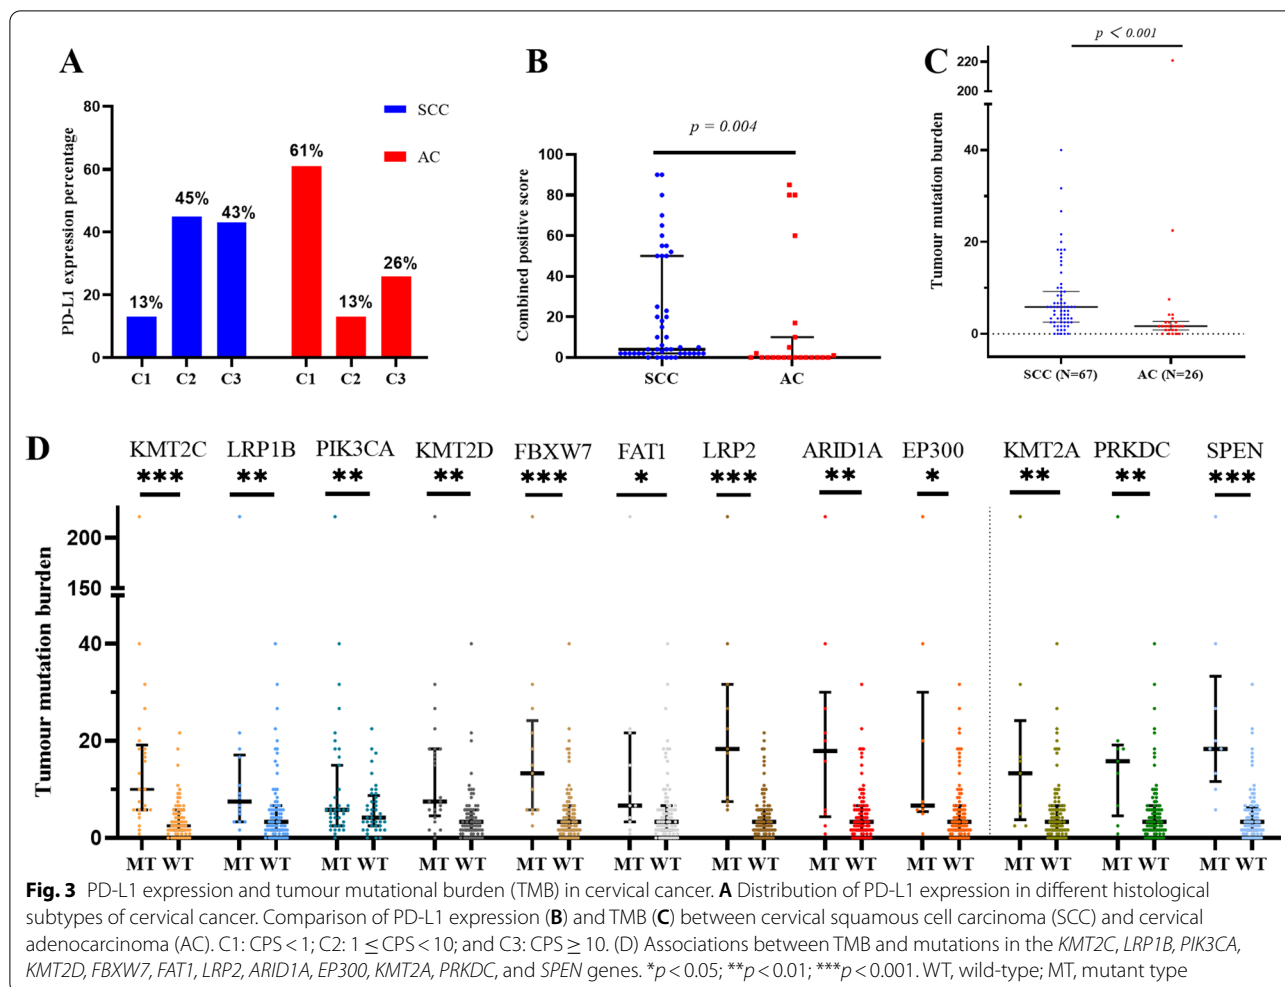 A
PD-L1 expression percentage
80
60
40
20
0
13%
45%
43%
61%
13%
26%
C1 C2 C3 C1 C2 C3
SCC
AC
B
p = 0.004
Combined positive score
100
80
60
40
20
0
SCC AC
C
p < 0.001
Tumour mutation burden
220
200
40
20
0
SCC (N=67) AC (N=26)
D
KMT2C LRP1B PIK3CA KMT2D FBXW7 FAT1 LRP2 ARID1A EP300 KMT2A PRKDC SPEN
*** ** ** ** *** * *** ** * ** ** ***
Tumour mutation burden
200
150
40
20
0
MT WT MT WT MT WT MT WT MT WT MT WT MT WT MT WT MT WT MT WT MT WT MT WT
Fig. 3 PD-L1 expression and tumour mutational burden (TMB) in cervical cancer. A Distribution of PD-L1 expression in different histological
subtypes of cervical cancer. Comparison of PD-L1 expression (B) and TMB (C) between cervical squamous cell carcinoma (SCC) and cervical
adenocarcinoma (AC). C1: CPS < 1; C2: 1 ≤ CPS < 10; and C3: CPS ≥ 10. (D) Associations between TMB and mutations in the KMT2C, LRP1B, PIK3CA,
KMT2D, FBXW7, FAT1, LRP2, ARID1A, EP300, KMT2A, PRKDC, and SPEN genes. *p < 0.05; **p < 0.01; ***p < 0.001. WT, wild-type; MT, mutant type